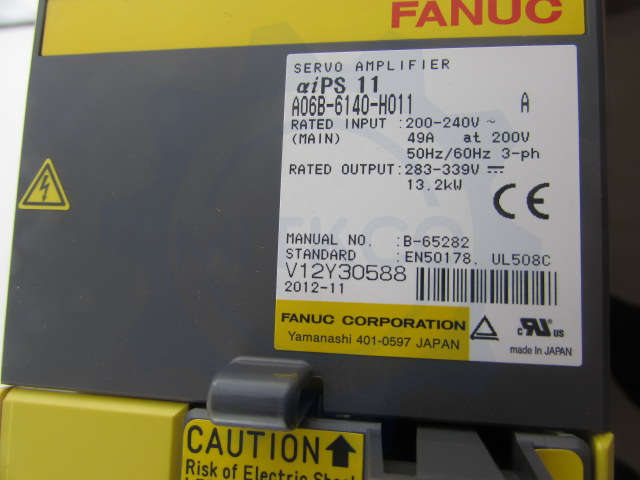 FANUC
SERVO AMPLIFIER
αiPS 11
A06B-6140-H011 A
RATED INPUT :200-240V ~
(MAIN) 49A at 200V
50Hz/60Hz 3-ph
RATED OUTPUT:283-339V
13.2kW
CE
MANUAL NO. :B-65282
STANDARD :EN50178. UL508C
V12Y30588
2012-11
FANUC CORPORATION
Yamanashi 401-0597 JAPAN
c RU us
made in JAPAN
CAUTION
Risk of Electric